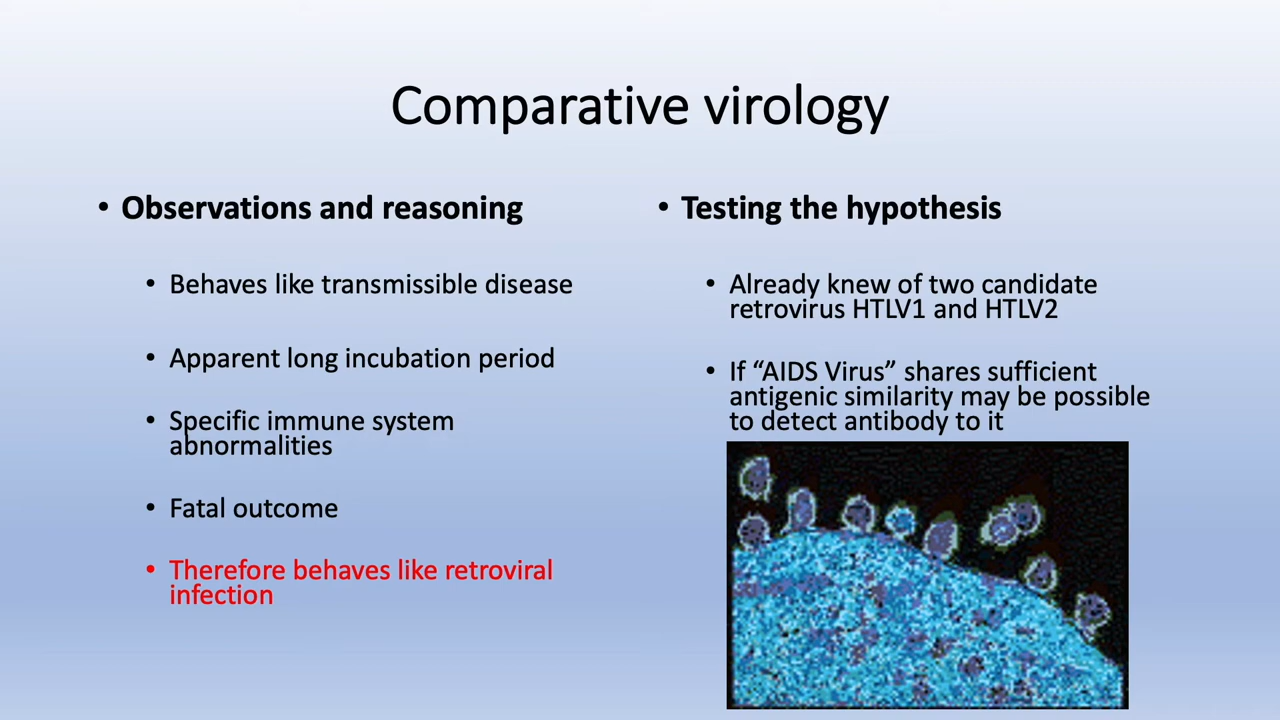 Comparative virology
• Observations and reasoning
• Behaves like transmissible disease
• Apparent long incubation period
• Specific immune system
abnormalities
• Fatal outcome
• Therefore behaves like retroviral
infection
• Testing the hypothesis
• Already knew of two candidate
retrovirus HTLV1 and HTLV2
• If “AIDS Virus” shares sufficient
antigenic similarity may be possible
to detect antibody to it